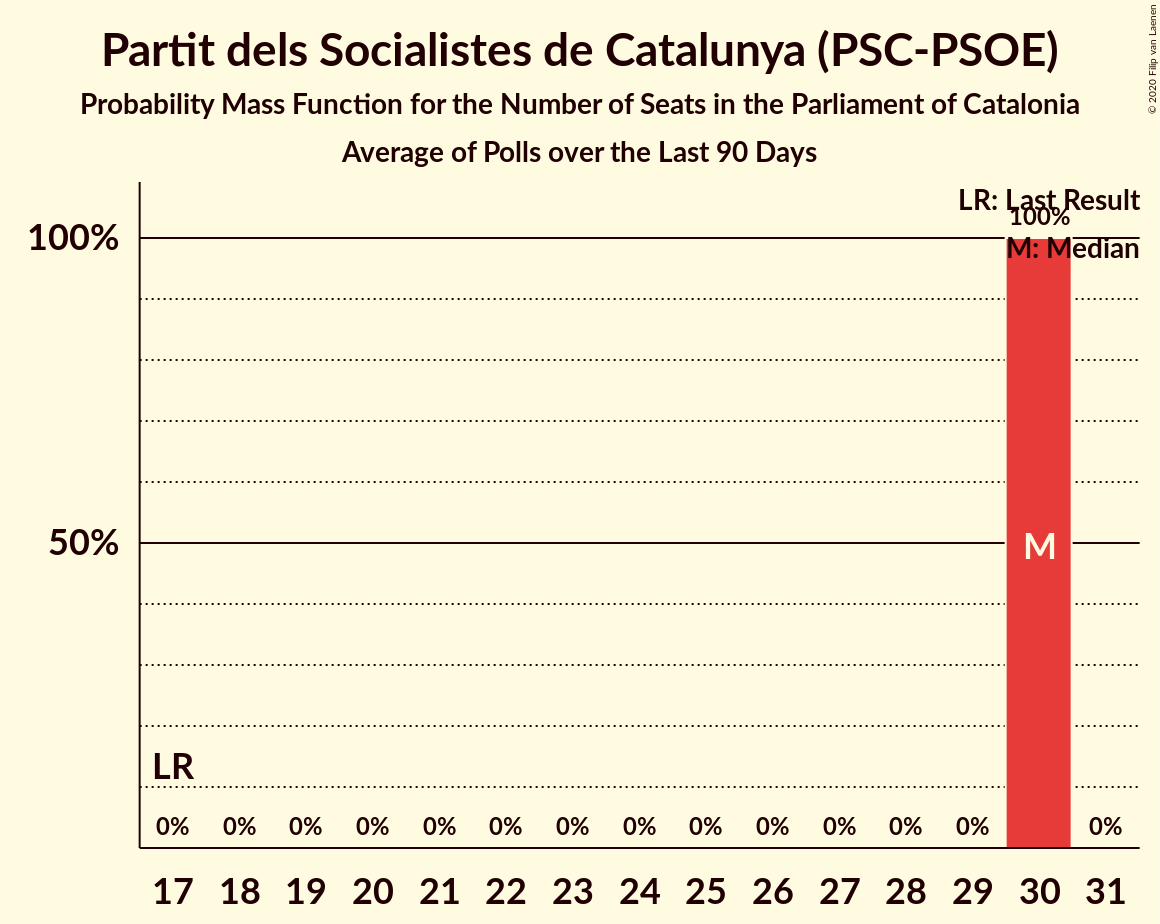 Partit dels Socialistes de Catalunya (PSC-PSOE)
Probability Mass Function for the Number of Seats in the Parliament of Catalonia
Average of Polls over the Last 90 Days
© 2020 Filip van Laenen
LR: Last Result
100%
M: Median
100%
50%
M
LR
0% 0% 0% 0% 0% 0% 0% 0% 0% 0% 0% 0% 0% 0%
17 18 19 20 21 22 23 24 25 26 27 28 29 30 31